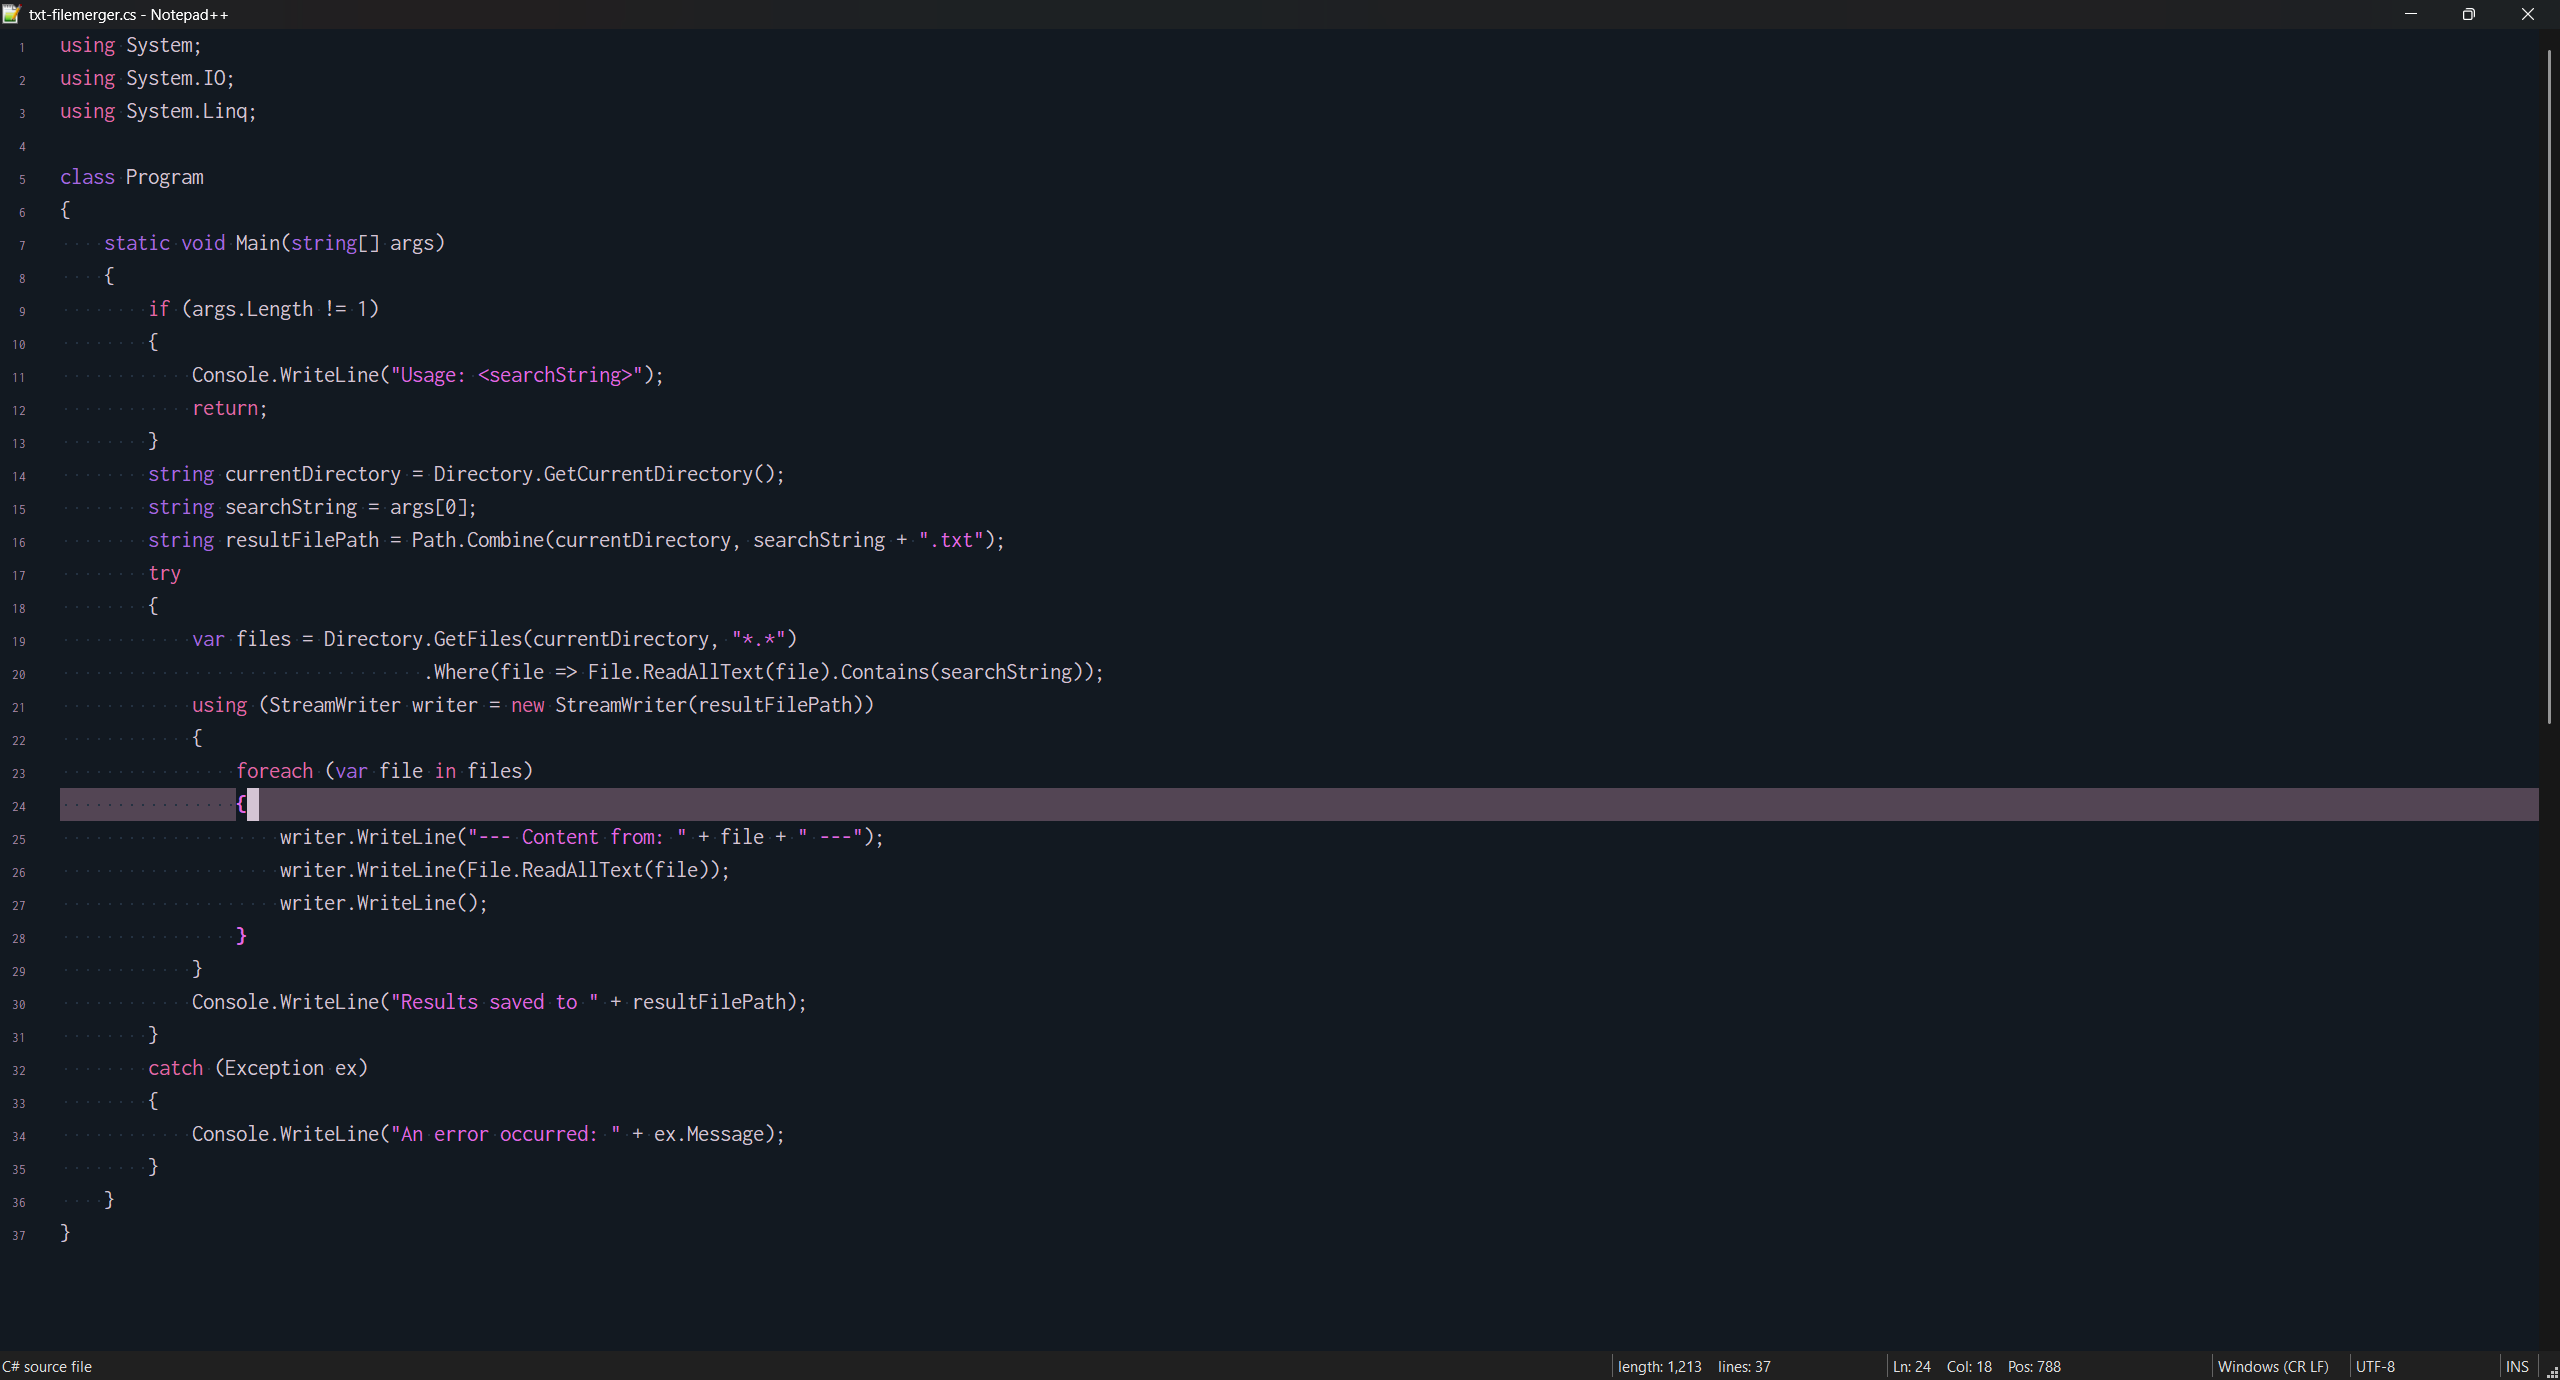 txt-filemerger.cs - Notepad++
1 using System;
2 using System.IO;
3 using System.Linq;
4
5 class Program
6 {
7     static void Main(string[] args)
8     {
9         if (args.Length != 1)
10         {
11             Console.WriteLine("Usage: <searchString>");
12             return;
13         }
14         string currentDirectory = Directory.GetCurrentDirectory();
15         string searchString = args[0];
16         string resultFilePath = Path.Combine(currentDirectory, searchString + ".txt");
17         try
18         {
19             var files = Directory.GetFiles(currentDirectory, "*.*")
20                                  .Where(file => File.ReadAllText(file).Contains(searchString));
21             using (StreamWriter writer = new StreamWriter(resultFilePath))
22             {
23                 foreach (var file in files)
24                 {
25                     writer.WriteLine("--- Content from: " + file + " ---");
26                     writer.WriteLine(File.ReadAllText(file));
27                     writer.WriteLine();
28                 }
29             }
30             Console.WriteLine("Results saved to " + resultFilePath);
31         }
32         catch (Exception ex)
33         {
34             Console.WriteLine("An error occurred: " + ex.Message);
35         }
36     }
37 }
C# source file length: 1,213 lines: 37 Ln: 24 Col: 18 Pos: 788 Windows (CR LF) UTF-8 INS